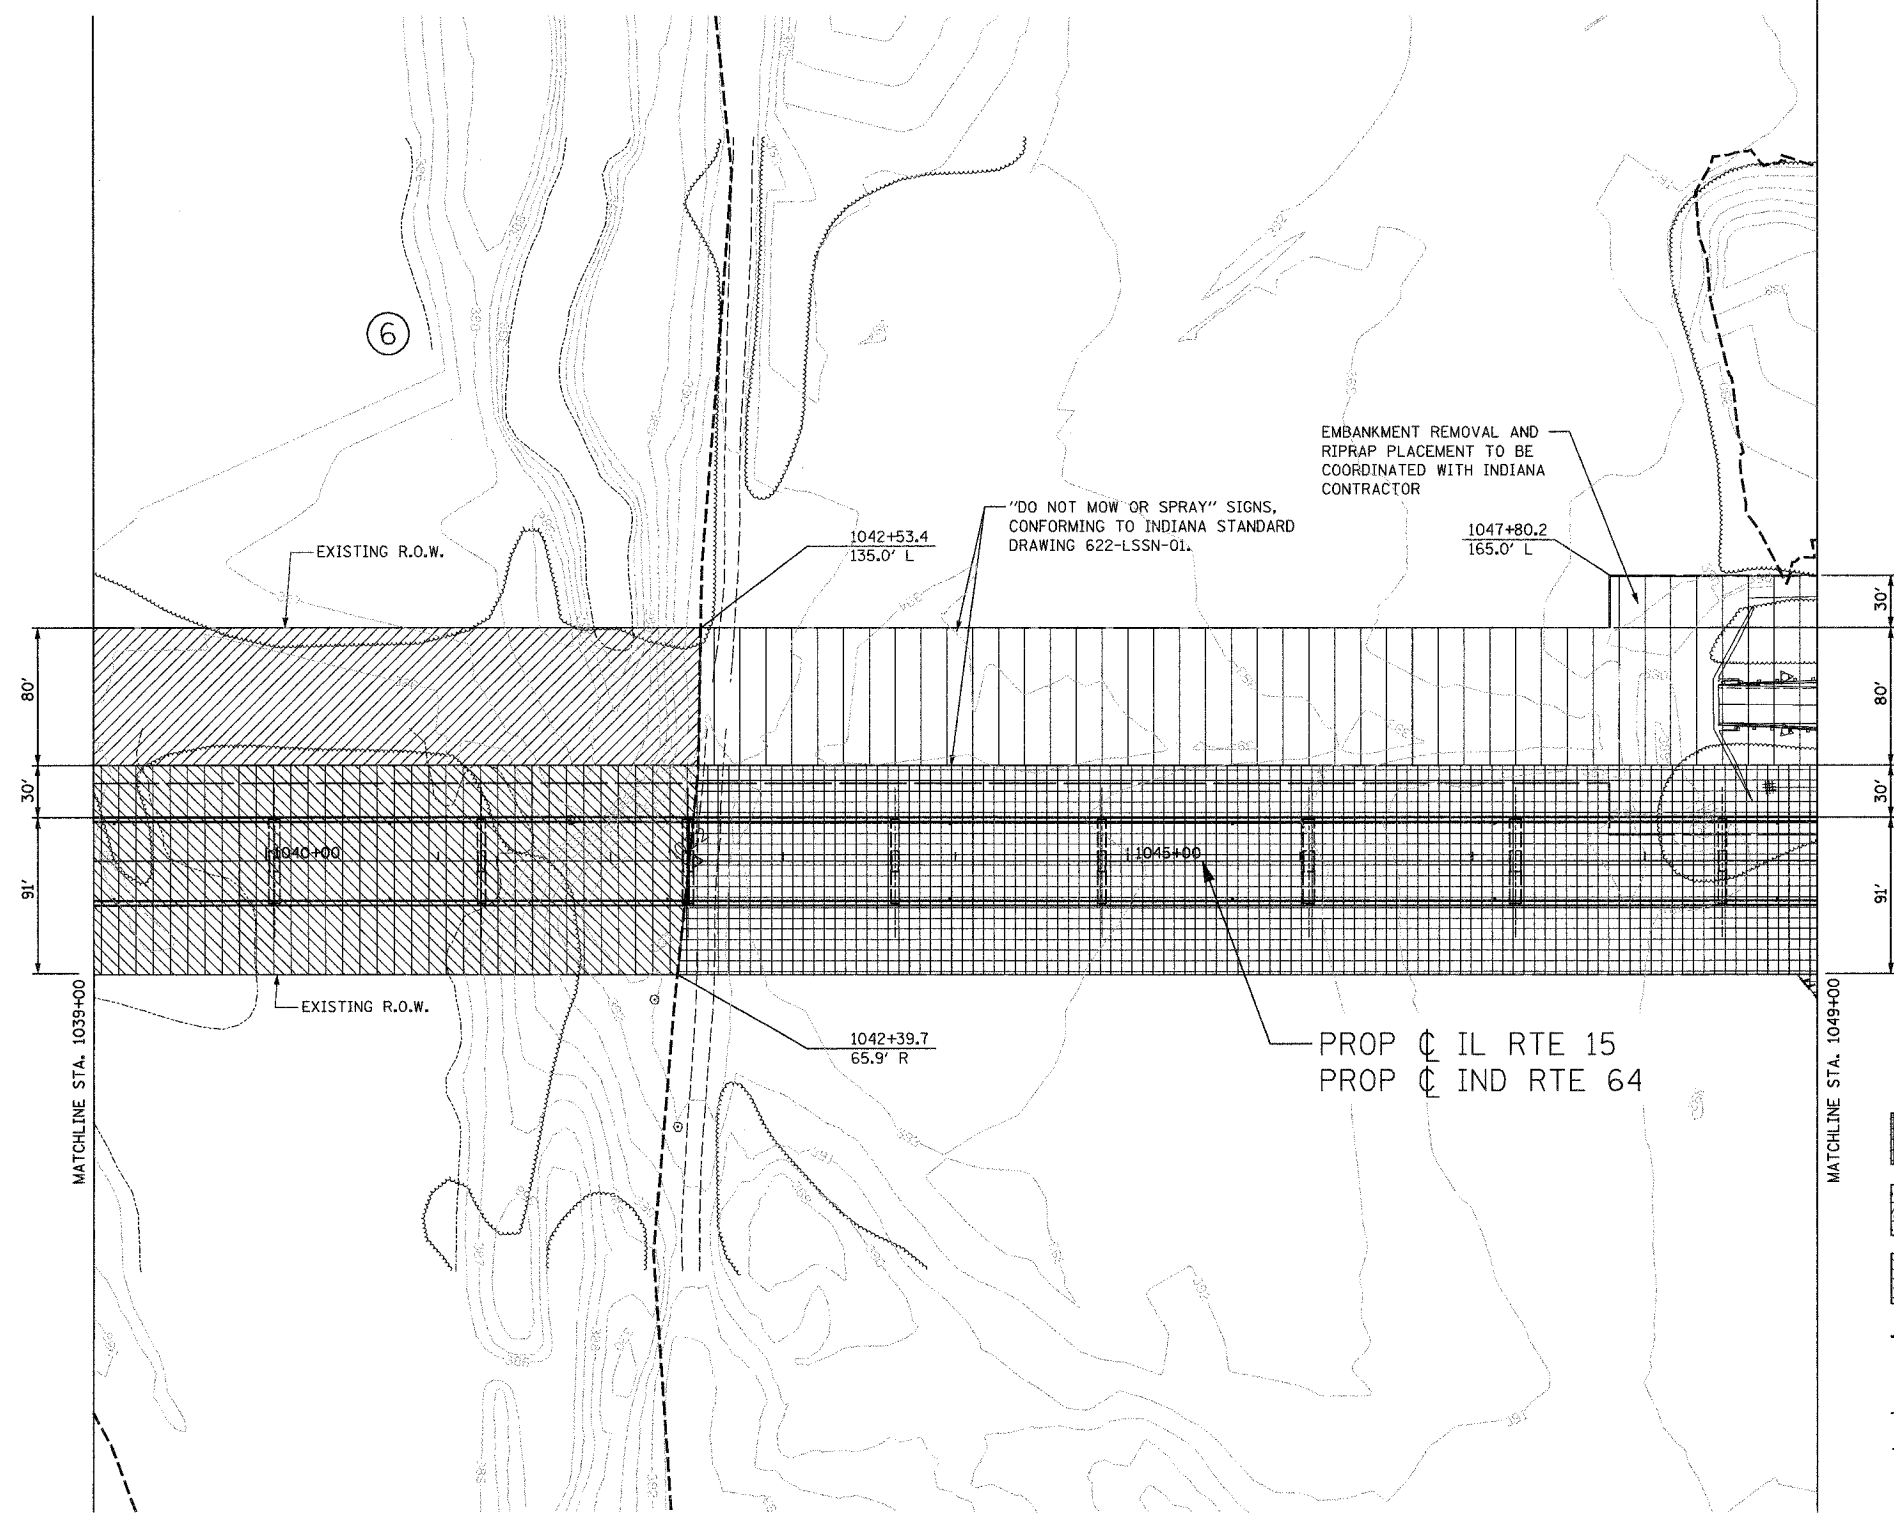 6
EXISTING R.O.W.
1042+53.4
135.0' L
"DO NOT MOW OR SPRAY" SIGNS,
CONFORMING TO INDIANA STANDARD
DRAWING 622-LSSN-01.
EMBANKMENT REMOVAL AND
RIPRAP PLACEMENT TO BE
COORDINATED WITH INDIANA
CONTRACTOR
1047+80.2
165.0' L
80'
30'
91'
30'
80'
30'
91'
1040+00
1045+00
EXISTING R.O.W.
1042+39.7
65.9' R
PROP ℄ IL RTE 15
PROP ℄ IND RTE 64
MATCHLINE STA. 1039+00
MATCHLINE STA. 1049+00